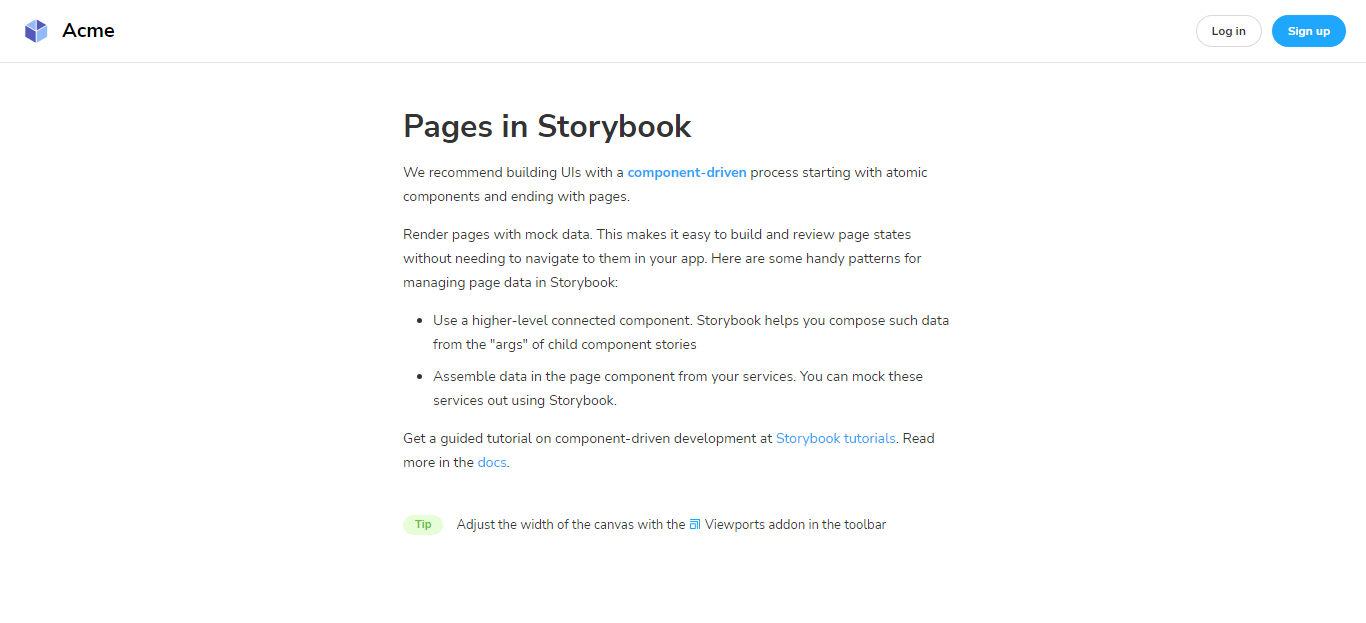 Acme
Log in
Sign up
Pages in Storybook
We recommend building UIs with a component-driven process starting with atomic
components and ending with pages.
Render pages with mock data. This makes it easy to build and review page states
without needing to navigate to them in your app. Here are some handy patterns for
managing page data in Storybook:
• Use a higher-level connected component. Storybook helps you compose such data
from the "args" of child component stories
• Assemble data in the page component from your services. You can mock these
services out using Storybook.
Get a guided tutorial on component-driven development at Storybook tutorials. Read
more in the docs.
Tip Adjust the width of the canvas with the Viewports addon in the toolbar